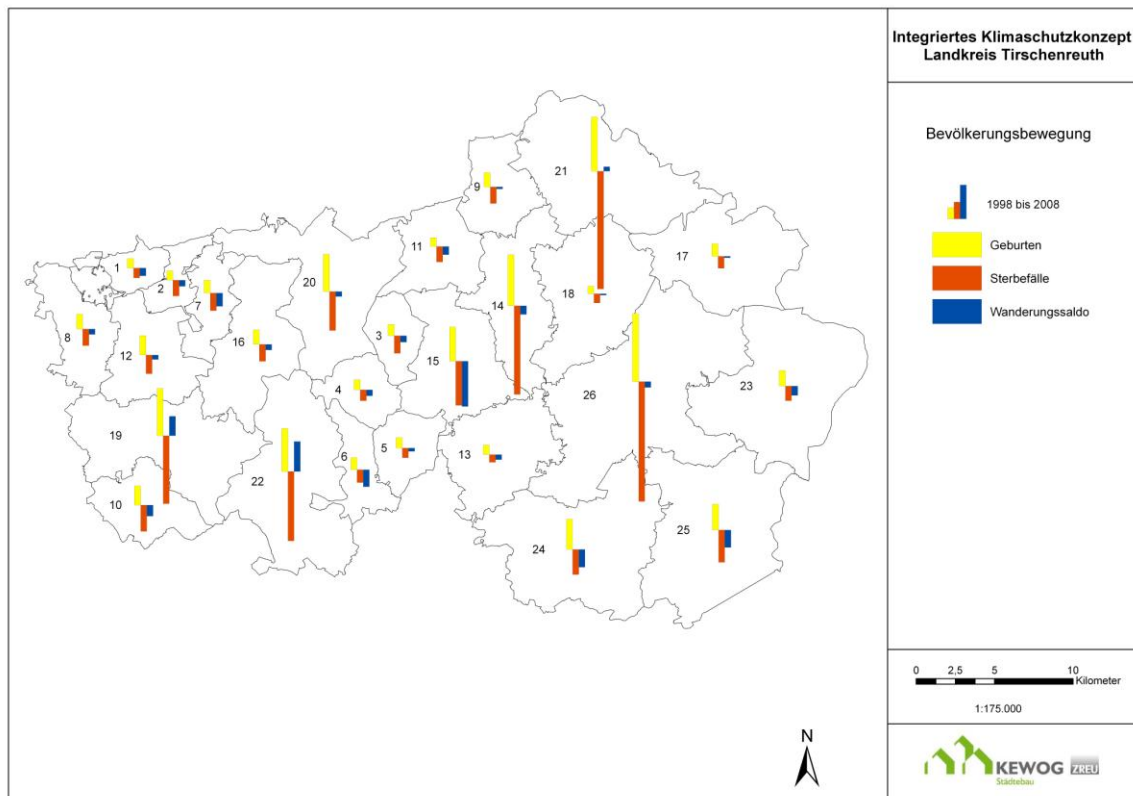 Integriertes Klimaschutzkonzept
Landkreis Tirschenreuth
Bevölkerungsbewegung
1998 bis 2008
Geburten
Sterbefälle
Wanderungssaldo
21
9
11
17
1
20
2
14
18
7
8
3
16
12
15
4
26
23
19
5
13
6
22
10
25
24
0 2,5 5 10
Kilometer
1:175.000
N
KEWOG ZREU
Städtebau